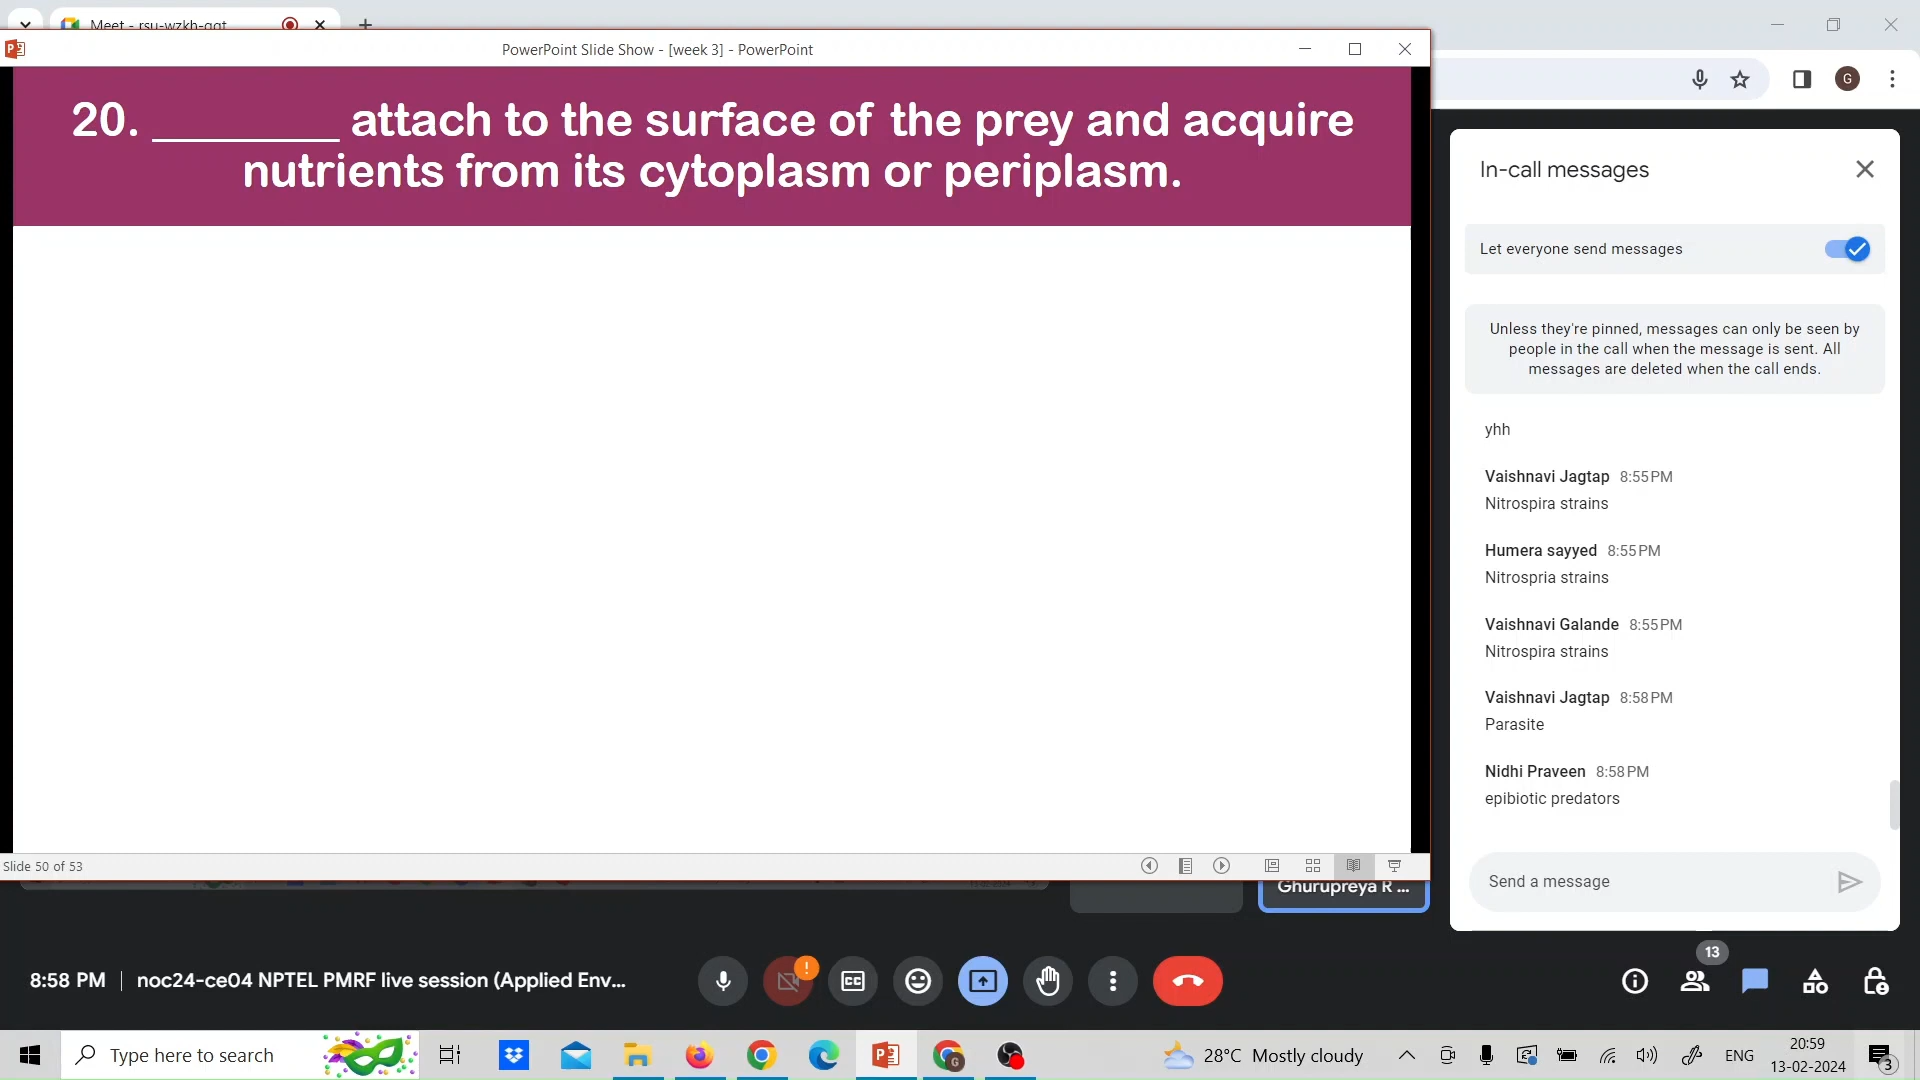 Meet - rsu-wzkh-qqt
PowerPoint Slide Show - [week 3] - PowerPoint
G
20. ________ attach to the surface of the prey and acquire
nutrients from its cytoplasm or periplasm.
Slide 50 of 53
In-call messages
Let everyone send messages
Unless they're pinned, messages can only be seen by
people in the call when the message is sent. All
messages are deleted when the call ends.
yhh
Vaishnavi Jagtap 8:55 PM
Nitrospira strains
Humera sayyed 8:55 PM
Nitrospria strains
Vaishnavi Galande 8:55 PM
Nitrospira strains
Vaishnavi Jagtap 8:58 PM
Parasite
Nidhi Praveen 8:58 PM
epibiotic predators
Send a message
Ghurupreya R ...
8:58 PM | noc24-ce04 NPTEL PMRF live session (Applied Env...
13
Type here to search
28°C Mostly cloudy
ENG
20:59
13-02-2024
3